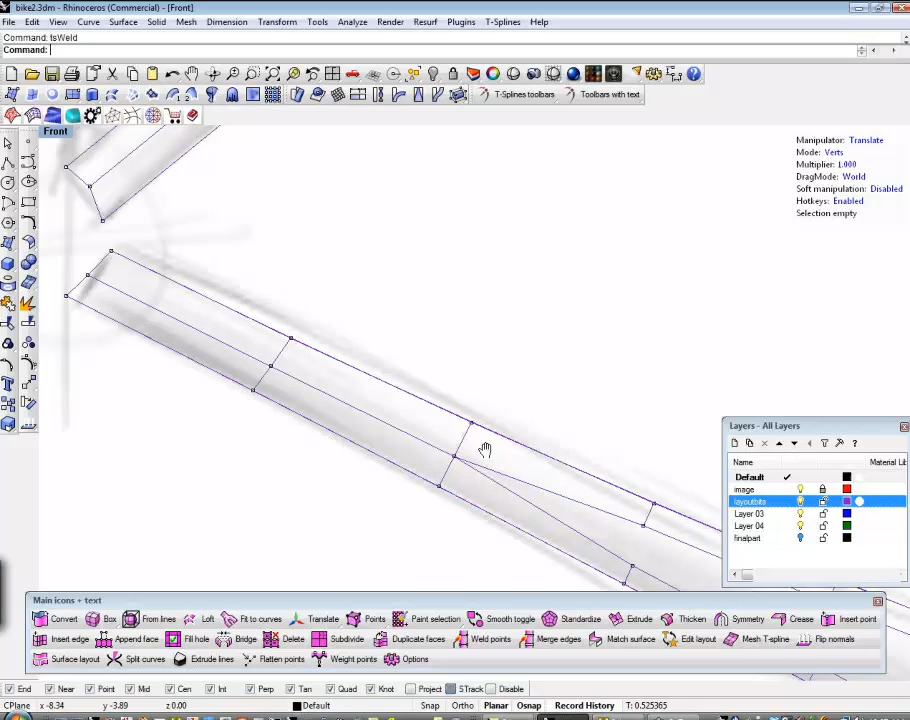 bike2.3dm - Rhinoceros (Commercial) - [Front]
File Edit View Curve Surface Solid Mesh Dimension Transform Tools Analyze Render Resurf Plugins T-Splines Help
Command: tsWeld
Command:
T-Splines toolbars Toolbars with text
Front
Manipulator: Translate
Mode: Verts
Multiplier: 1.000
DragMode: World
Soft manipulation: Disabled
Hotkeys: Enabled
Selection empty
Layers - All Layers
Name Material Lib
Default
image
layoutbits
Layer 03
Layer 04
finalpart
Main icons + text
Convert Box From lines Loft Fit to curves Translate Points Paint selection Smooth toggle Standardize Extrude Thicken Symmetry Crease Insert point
Insert edge Append face Fill hole Bridge Delete Subdivide Duplicate faces Weld points Merge edges Match surface Edit layout Mesh T-spline Flip normals
Surface layout Split curves Extrude lines Flatten points Weight points Options
End Near Point Mid Cen Int Perp Tan Quad Knot Project STrack Disable
CPlane x -8.34 y -3.89 z 0.00 Default Snap Ortho Planar Osnap Record History T:0.525365